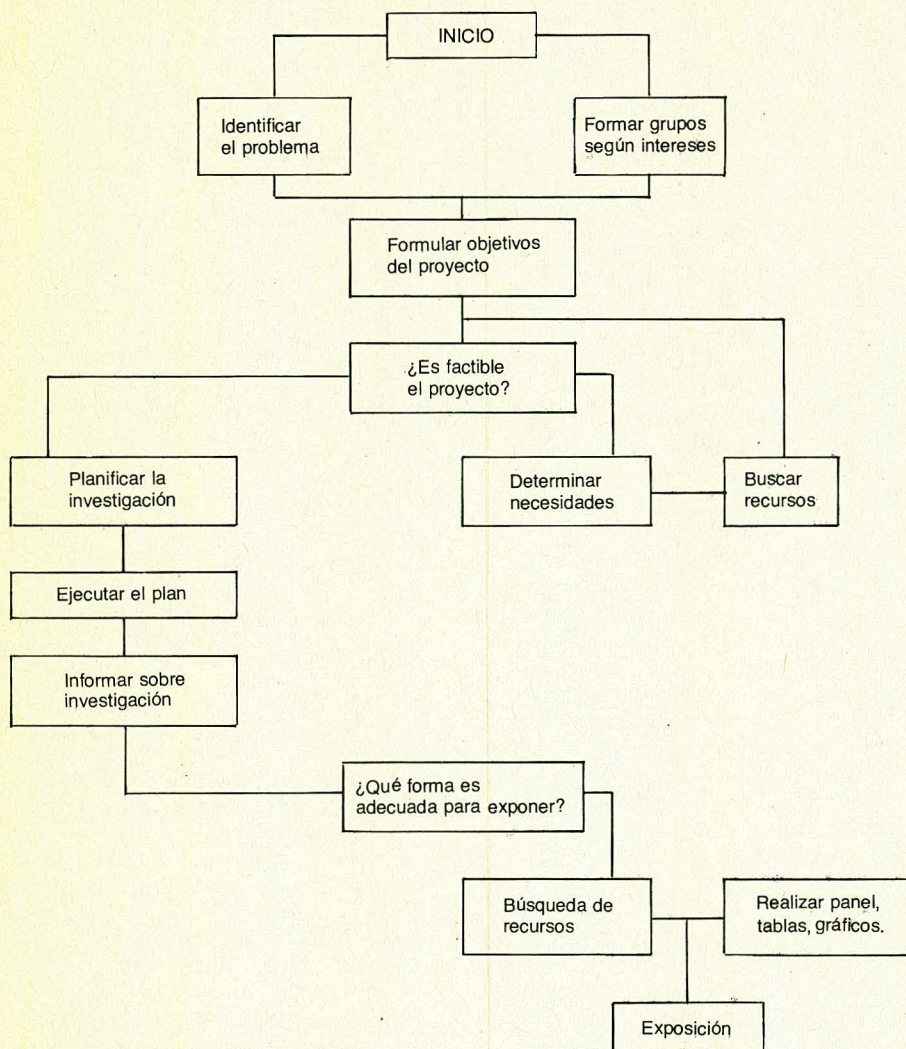 INICIO
Identificar
el problema
Formar grupos
según intereses
Formular objetivos
del proyecto
¿Es factible
el proyecto?
Planificar la
investigación
Determinar
necesidades
Buscar
recursos
Ejecutar el plan
Informar sobre
investigación
¿Qué forma es
adecuada para exponer?
Búsqueda de
recursos
Realizar panel,
tablas, gráficos.
Exposición